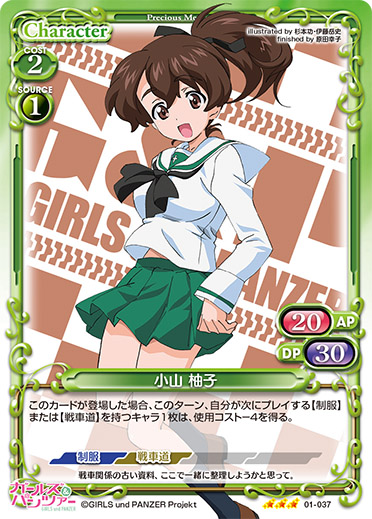 Precious Me
Character
illustrated by 杉本功・伊藤岳史
finished by 原田幸子
COST
2
SOURCE
1
GIRLS
PANZER
20 AP
DP 30
小山 柚子
このカードが登場した場合、このターン、自分が次にプレイする【制服】
または【戦車道】を持つキャラ1枚は、使用コスト-4を得る。
制服 戦車道
戦車関係の古い資料、ここで一緒に整理しようかと思って。
ガールズ&パンツァー
GIRLS und PANZER
©GIRLS und PANZER Projekt
01-037